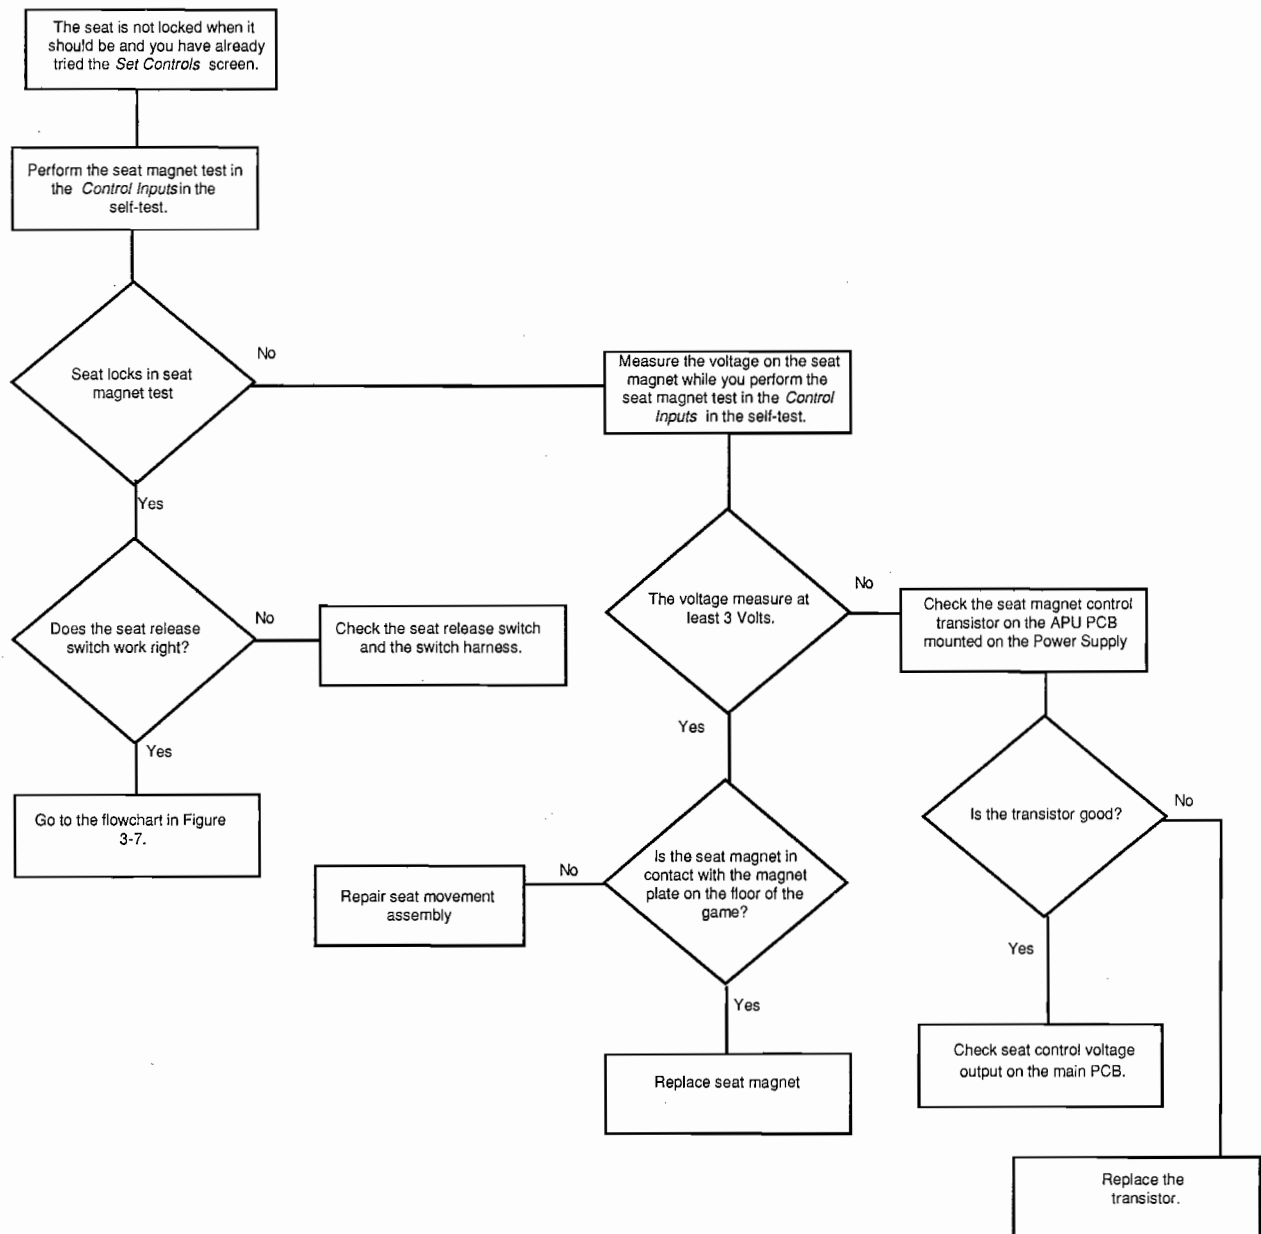 The seat is not locked when it
should be and you have already
tried the Set Controls screen.
Perform the seat magnet test in
the Control Inputs in the
self-test.
Seat locks in seat
magnet test
No
Measure the voltage on the seat
magnet while you perform the
seat magnet test in the Control
Inputs in the self-test.
Yes
Does the seat release
switch work right?
No
Check the seat release switch
and the switch harness.
Yes
Go to the flowchart in Figure
3-7.
The voltage measure at
least 3 Volts.
No
Check the seat magnet control
transistor on the APU PCB
mounted on the Power Supply
Yes
Is the seat magnet in
contact with the magnet
plate on the floor of the
game?
No
Repair seat movement
assembly
Yes
Replace seat magnet
Is the transistor good?
No
Yes
Check seat control voltage
output on the main PCB.
Replace the
transistor.